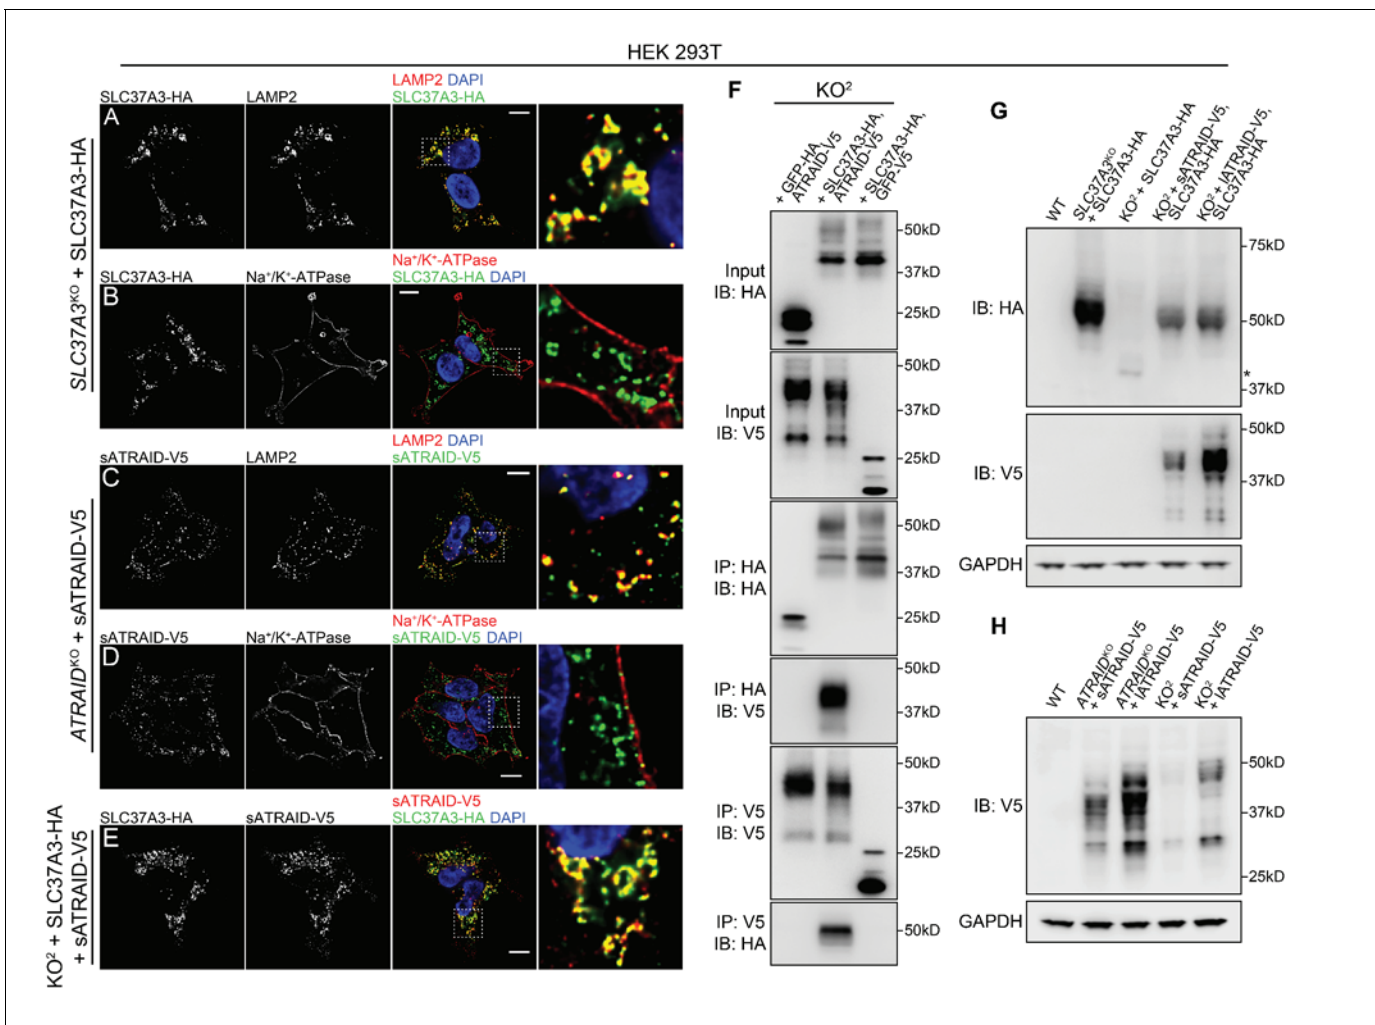 HEK 293T
SLC37A3ᴷᴼ + SLC37A3-HA
SLC37A3-HA
LAMP2
LAMP2 DAPI
SLC37A3-HA
A
SLC37A3-HA
Na⁺/K⁺-ATPase
Na⁺/K⁺-ATPase
SLC37A3-HA DAPI
B
ATRAIDᴷᴼ + sATRAID-V5
sATRAID-V5
LAMP2
LAMP2 DAPI
sATRAID-V5
C
sATRAID-V5
Na⁺/K⁺-ATPase
Na⁺/K⁺-ATPase
sATRAID-V5 DAPI
D
KO² + SLC37A3-HA
+ sATRAID-V5
SLC37A3-HA
sATRAID-V5
sATRAID-V5
SLC37A3-HA DAPI
E
F
KO²
+ GFP-HA,
ATRAID-V5
+ SLC37A3-HA,
ATRAID-V5
+ SLC37A3-HA,
GFP-V5
Input
IB: HA
50kD
37kD
25kD
Input
IB: V5
50kD
37kD
25kD
IP: HA
IB: HA
50kD
37kD
25kD
IP: HA
IB: V5
50kD
37kD
IP: V5
IB: V5
50kD
37kD
25kD
IP: V5
IB: HA
50kD
G
WT
SLC37A3ᴷᴼ
+ SLC37A3-HA
KO² + SLC37A3-HA
KO² + sATRAID-V5,
SLC37A3-HA
KO² + lATRAID-V5,
SLC37A3-HA
IB: HA
75kD
50kD
*
37kD
IB: V5
50kD
37kD
GAPDH
H
WT
ATRAIDᴷᴼ
+ sATRAID-V5
ATRAIDᴷᴼ
+ lATRAID-V5
KO²
+ sATRAID-V5
KO²
+ lATRAID-V5
IB: V5
50kD
37kD
25kD
GAPDH